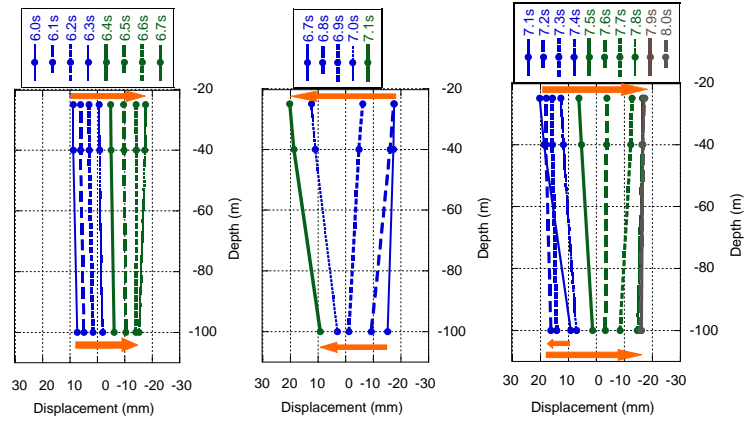 6.0s
6.1s
6.2s
6.3s
6.4s
6.5s
6.6s
6.7s
-20
-40
-60
-80
-100
Depth (m)
30 20 10 0 -10 -20 -30
Displacement (mm)
6.7s
6.8s
6.9s
7.0s
7.1s
-20
-40
-60
-80
-100
Depth (m)
30 20 10 0 -10 -20 -30
Displacement (mm)
7.1s
7.2s
7.3s
7.4s
7.5s
7.6s
7.7s
7.8s
7.9s
8.0s
-20
-40
-60
-80
-100
Depth (m)
30 20 10 0 -10 -20 -30
Displacement (mm)